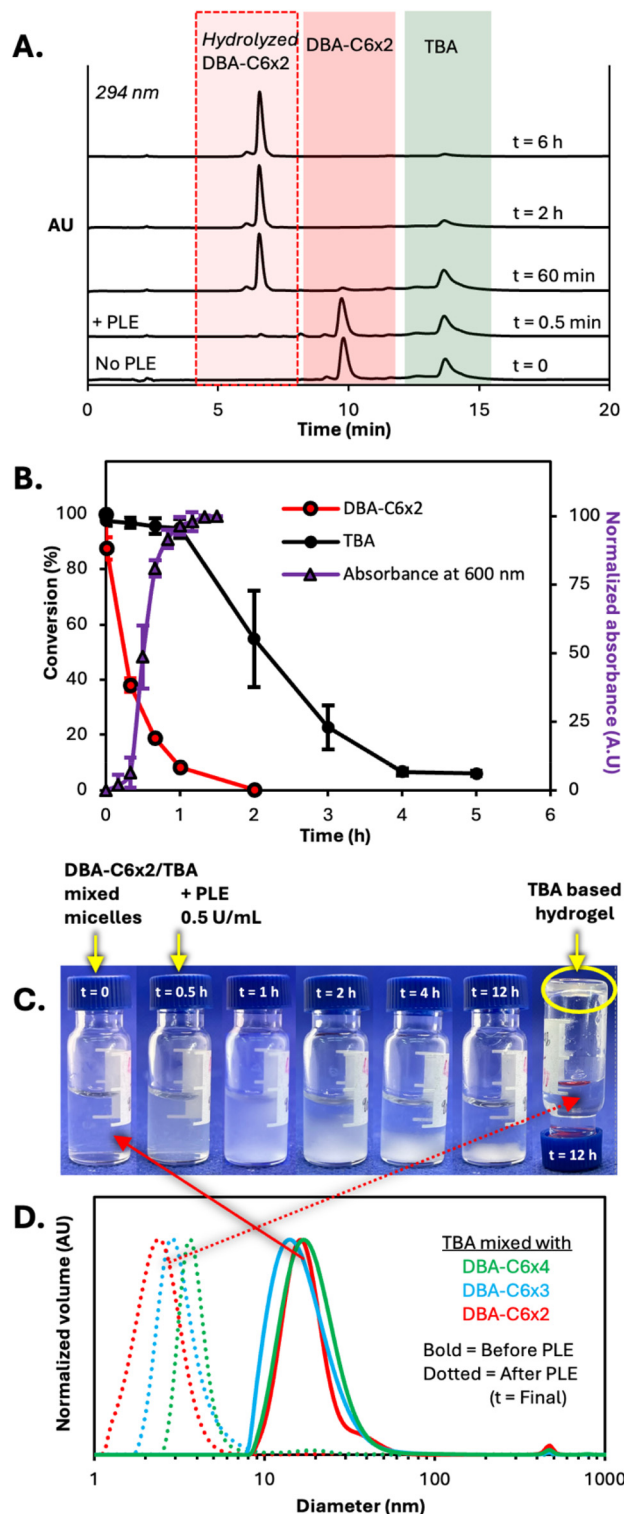 A.
Hydrolyzed
DBA-C6x2
DBA-C6x2
TBA
294 nm
t = 6 h
t = 2 h
AU
t = 60 min
+ PLE
t = 0.5 min
No PLE
t = 0
0
5
10
15
20
Time (min)
B.
100
80
60
40
20
0
Conversion (%)
DBA-C6x2
TBA
Absorbance at 600 nm
100
75
50
25
0
Normalized absorbance (A.U)
0
1
2
3
4
5
6
Time (h)
DBA-C6x2/TBA
mixed
micelles
+ PLE
0.5 U/mL
TBA based
hydrogel
C.
t = 0
t = 0.5 h
t = 1 h
t = 2 h
t = 4 h
t = 12 h
t = 12 h
D.
Normalized volume (AU)
TBA mixed with
DBA-C6x4
DBA-C6x3
DBA-C6x2
Bold = Before PLE
Dotted = After PLE
(t = Final)
1
10
100
1000
Diameter (nm)